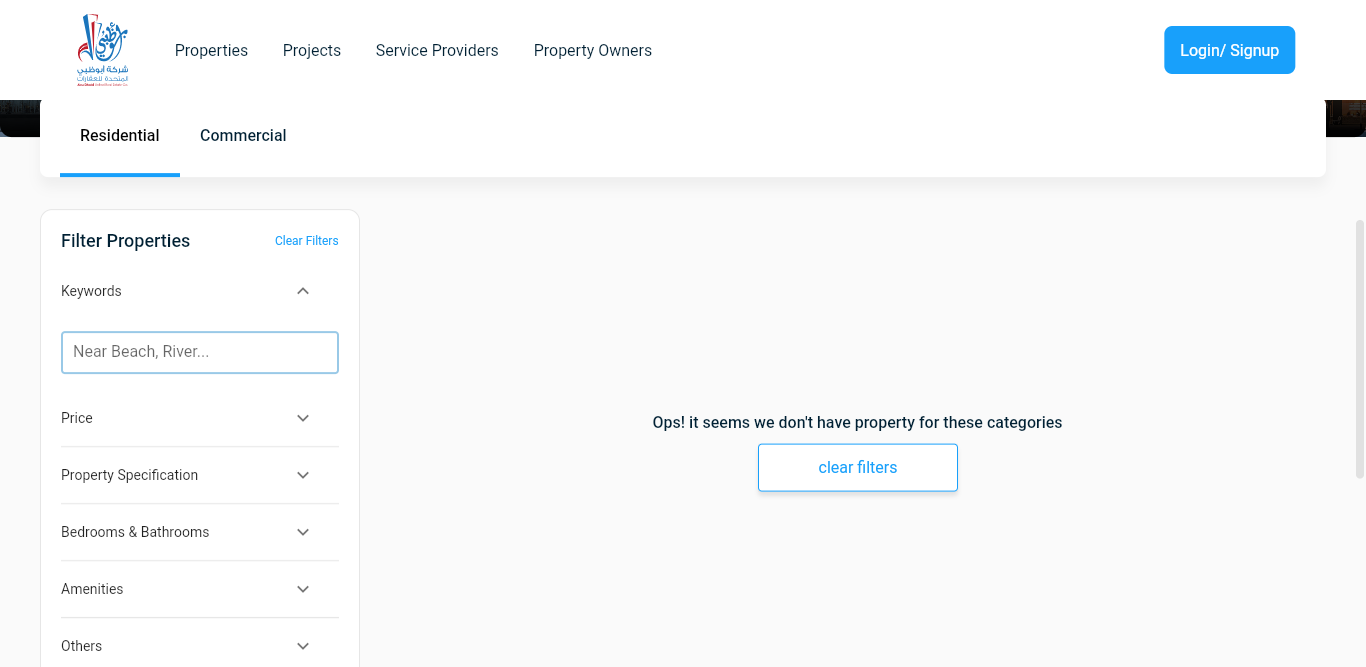 شركة ابوظبي
المتحدة للعقارات
Properties
Projects
Service Providers
Property Owners
Login/ Signup
Residential
Commercial
Filter Properties
Clear Filters
Keywords
Near Beach, River...
Price
Property Specification
Bedrooms & Bathrooms
Amenities
Others
Ops! it seems we don't have property for these categories
clear filters